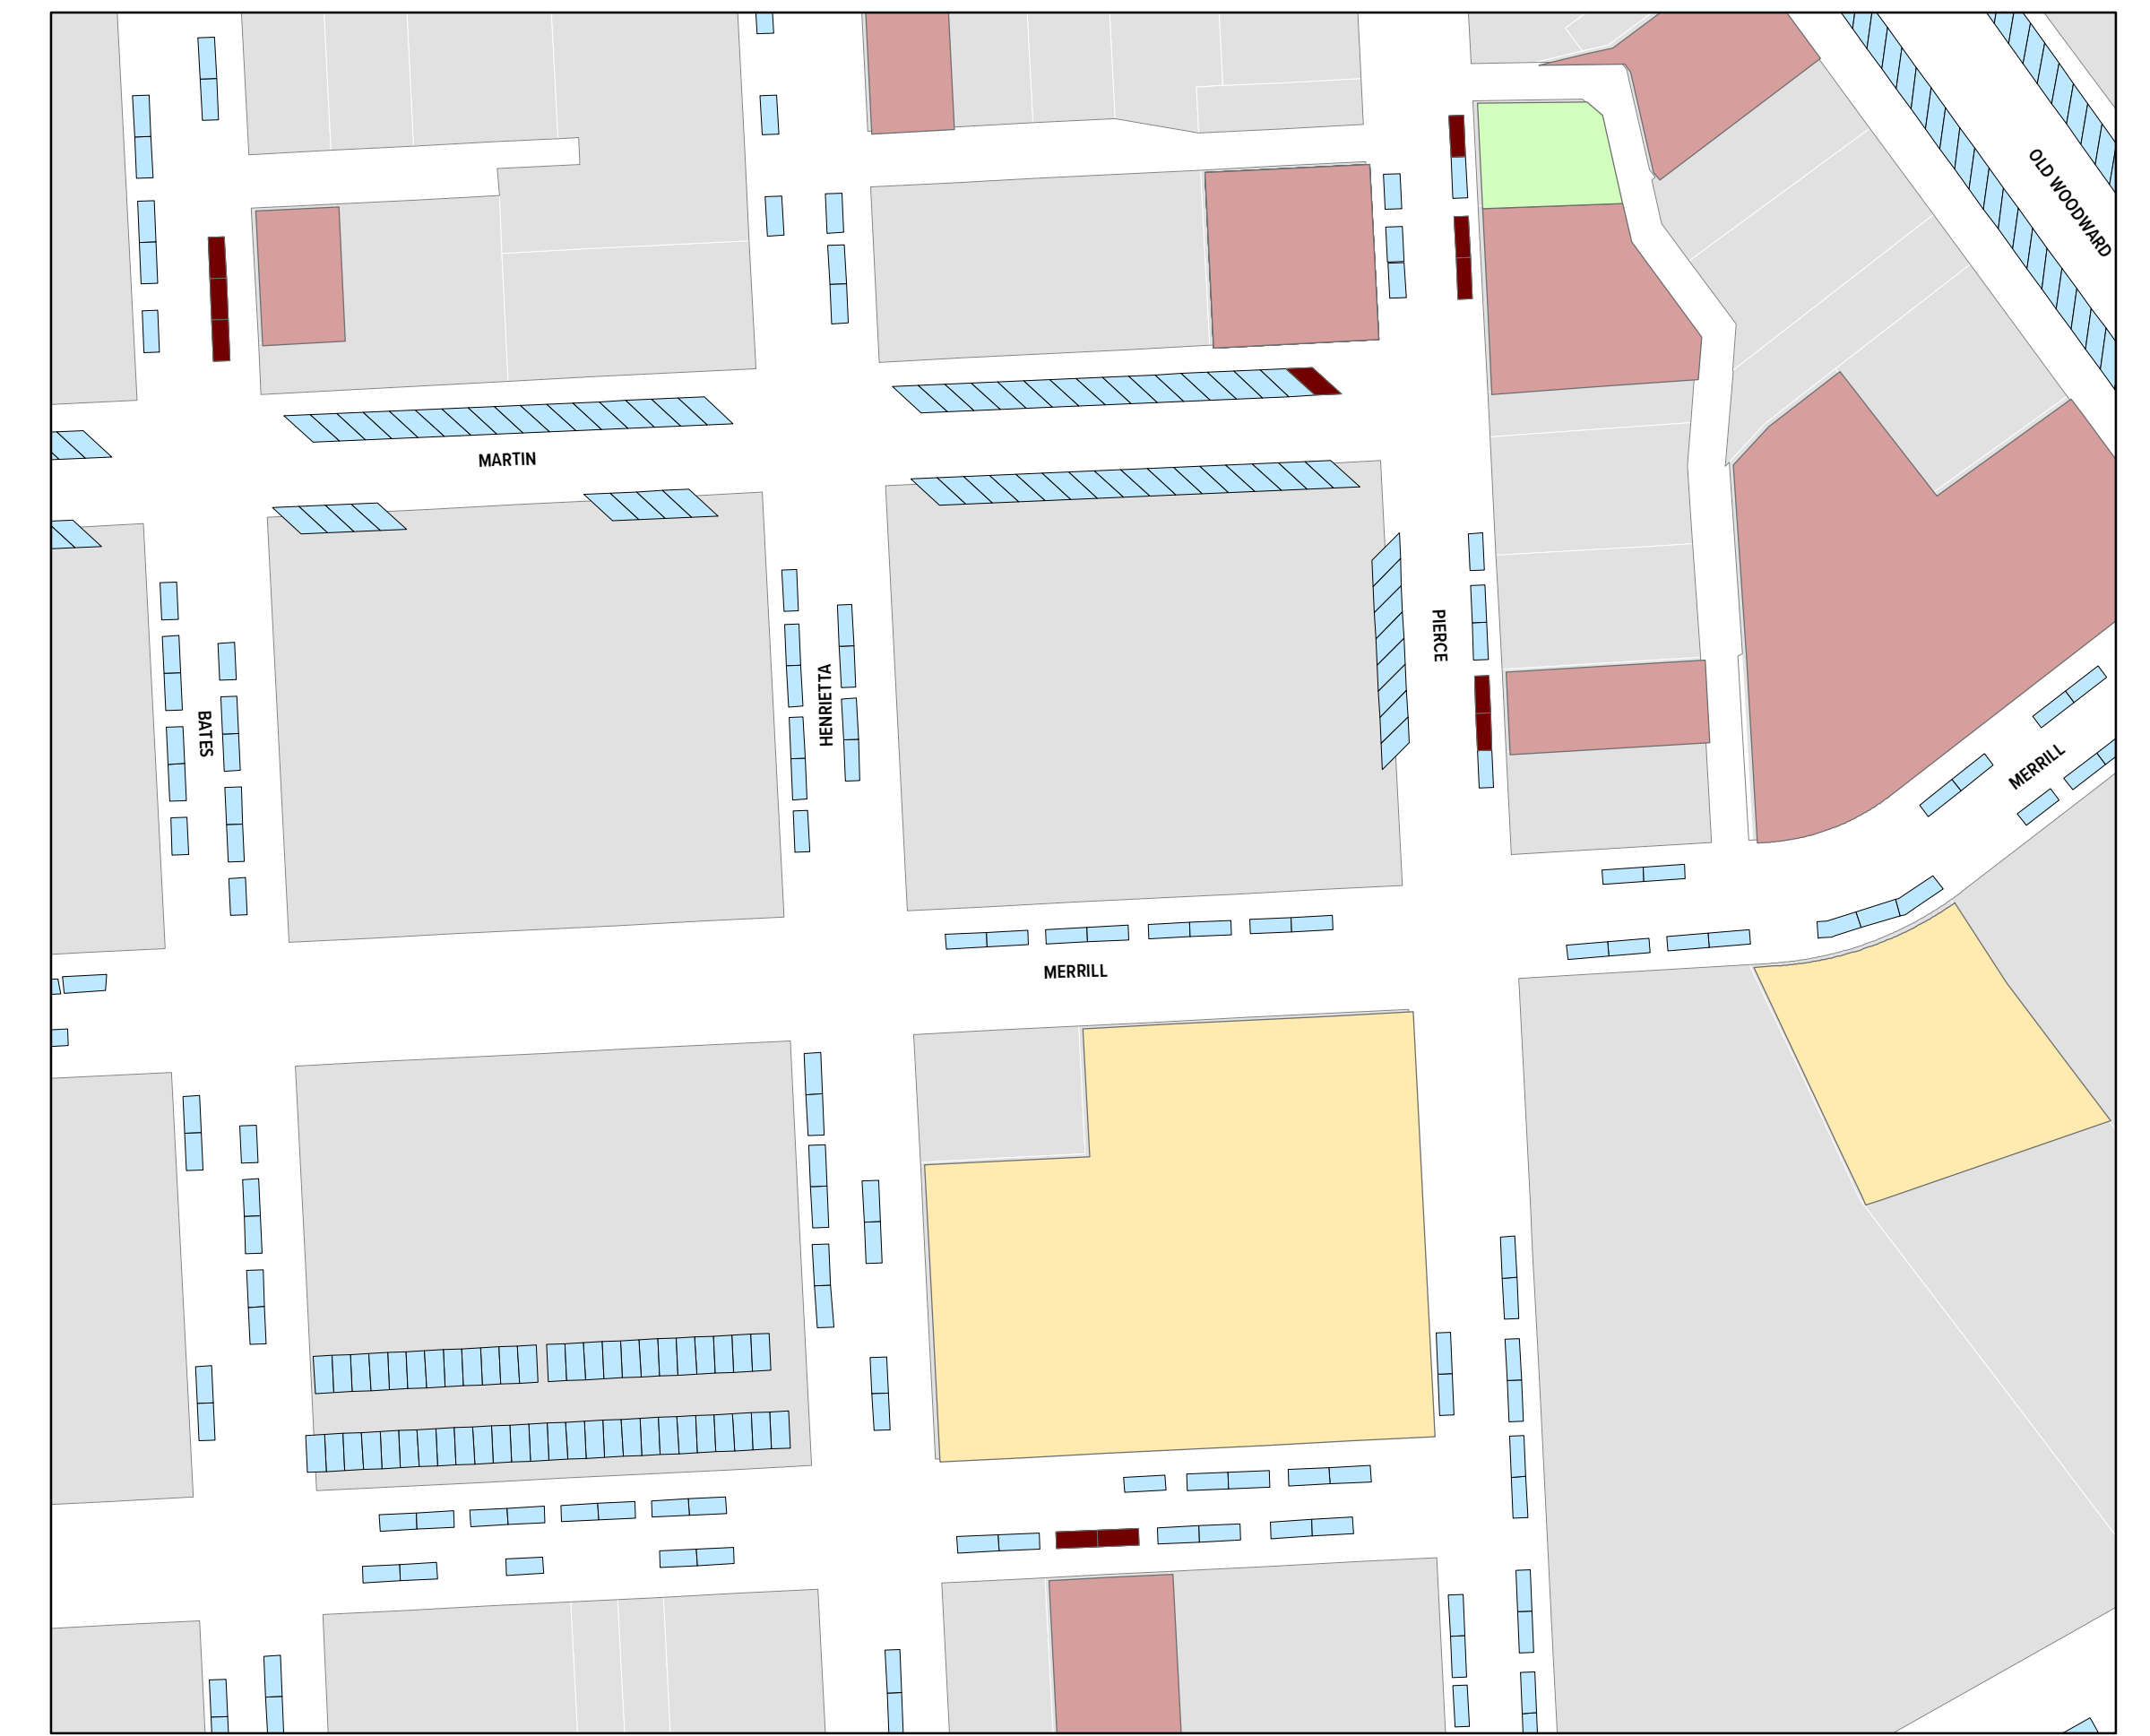 OLD WOODWARD
MARTIN
PIERCE
HENRIETTA
BATES
MERRILL
MERRILL